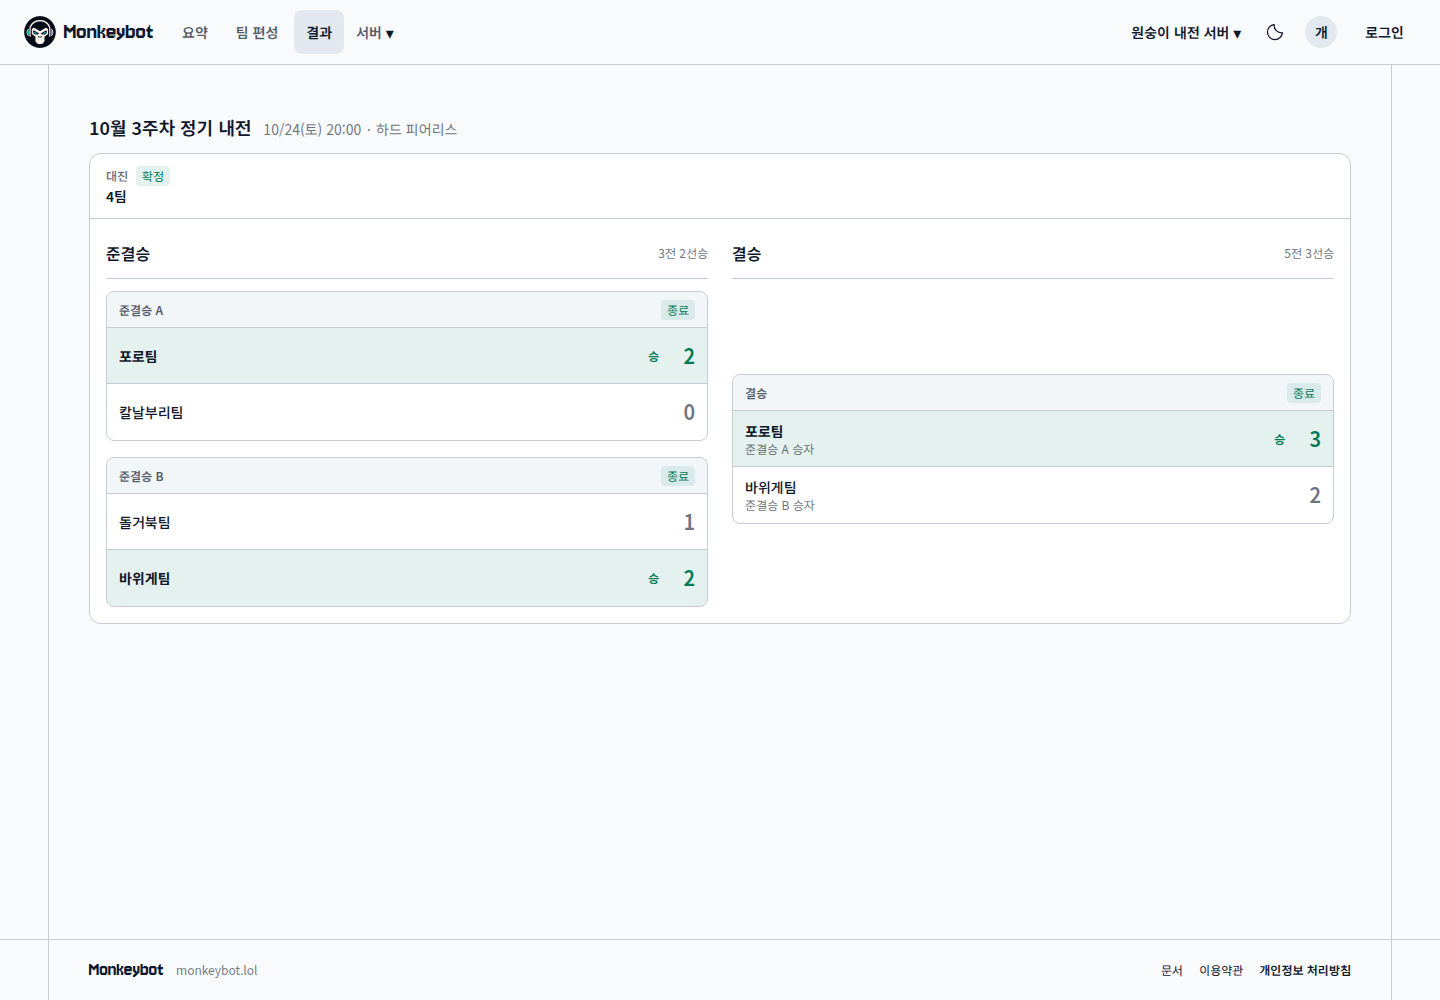 Monkeybot 요약 팀 편성 결과 서버 ▾ 원숭이 내전 서버 ▾ 개 로그인
10월 3주차 정기 내전 10/24(토) 20:00 · 하드 피어리스
대진 확정
4팀
준결승 3전 2선승
준결승 A 종료
포로팀 승 2
칼날부리팀 0
준결승 B 종료
돌거북팀 1
바위게팀 승 2
결승 5전 3선승
결승 종료
포로팀 승 3
준결승 A 승자
바위게팀 2
준결승 B 승자
Monkeybot monkeybot.lol 문서 이용약관 개인정보 처리방침